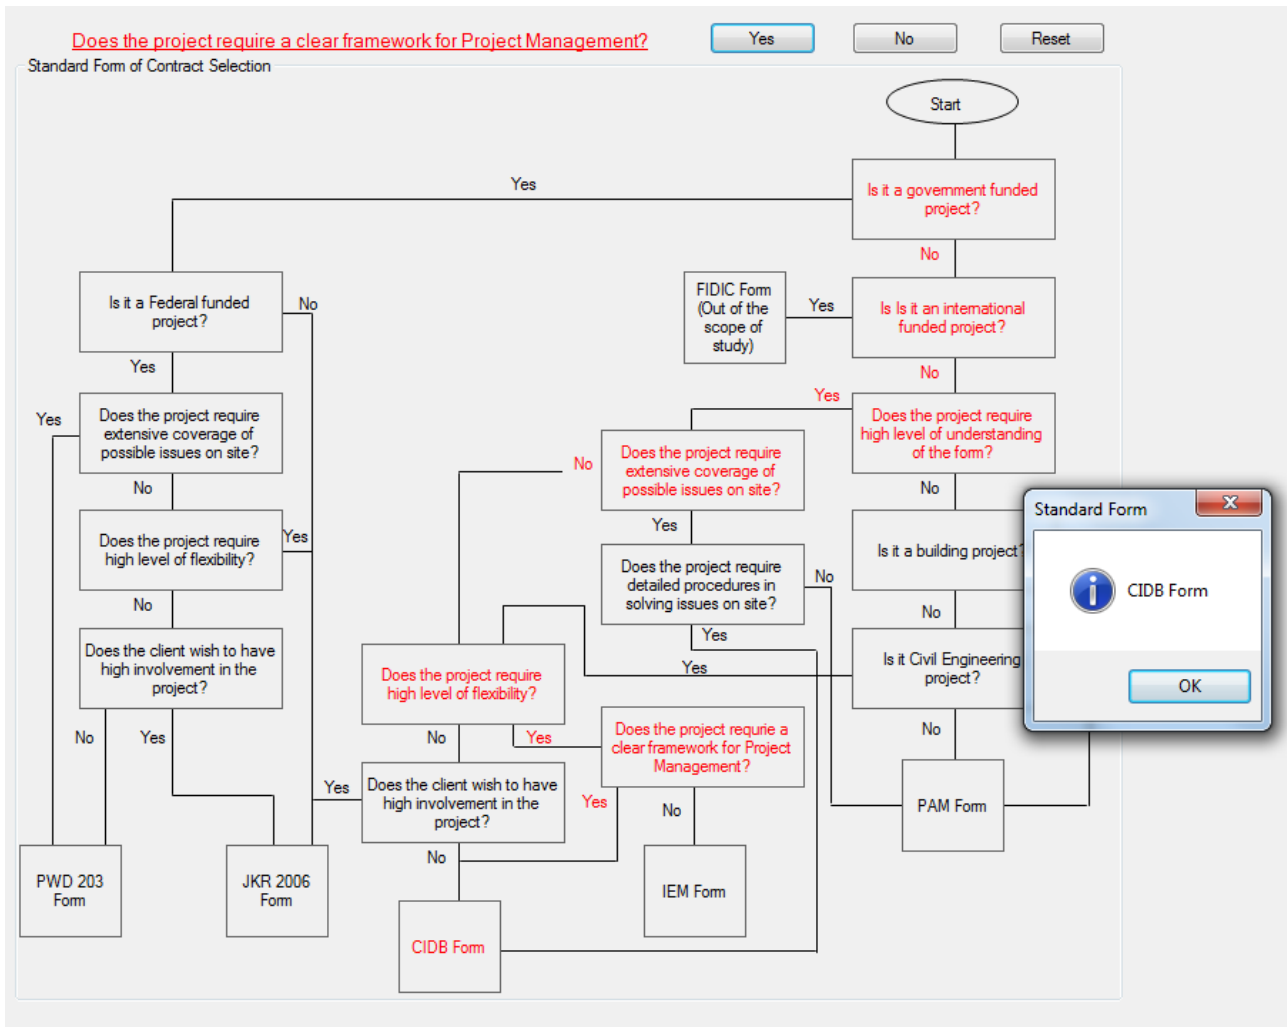 Does the project require a clear framework for Project Management?
Yes
No
Reset
Standard Form of Contract Selection
Start
Yes
Is it a government funded
project?
No
Is it a Federal funded
project?
No
FIDIC Form
(Out of the
scope of
study)
Yes
Is Is it an international
funded project?
Yes
No
Yes
Does the project require
extensive coverage of
possible issues on site?
Yes
Does the project require
high level of understanding
of the form?
No
Does the project require
extensive coverage of
possible issues on site?
No
No
Yes
Standard Form
CIDB Form
OK
Does the project require
high level of flexibility?
Yes
Does the project require
detailed procedures in
solving issues on site?
No
Is it a building project?
No
No
Yes
Does the client wish to have
high involvement in the
project?
Does the project require
high level of flexibility?
Yes
Is it Civil Engineering
project?
No
Yes
No
Yes
Does the project requrie a
clear framework for Project
Management?
No
Yes
Does the client wish to have
high involvement in the
project?
Yes
No
PAM Form
No
PWD 203
Form
JKR 2006
Form
IEM Form
CIDB Form